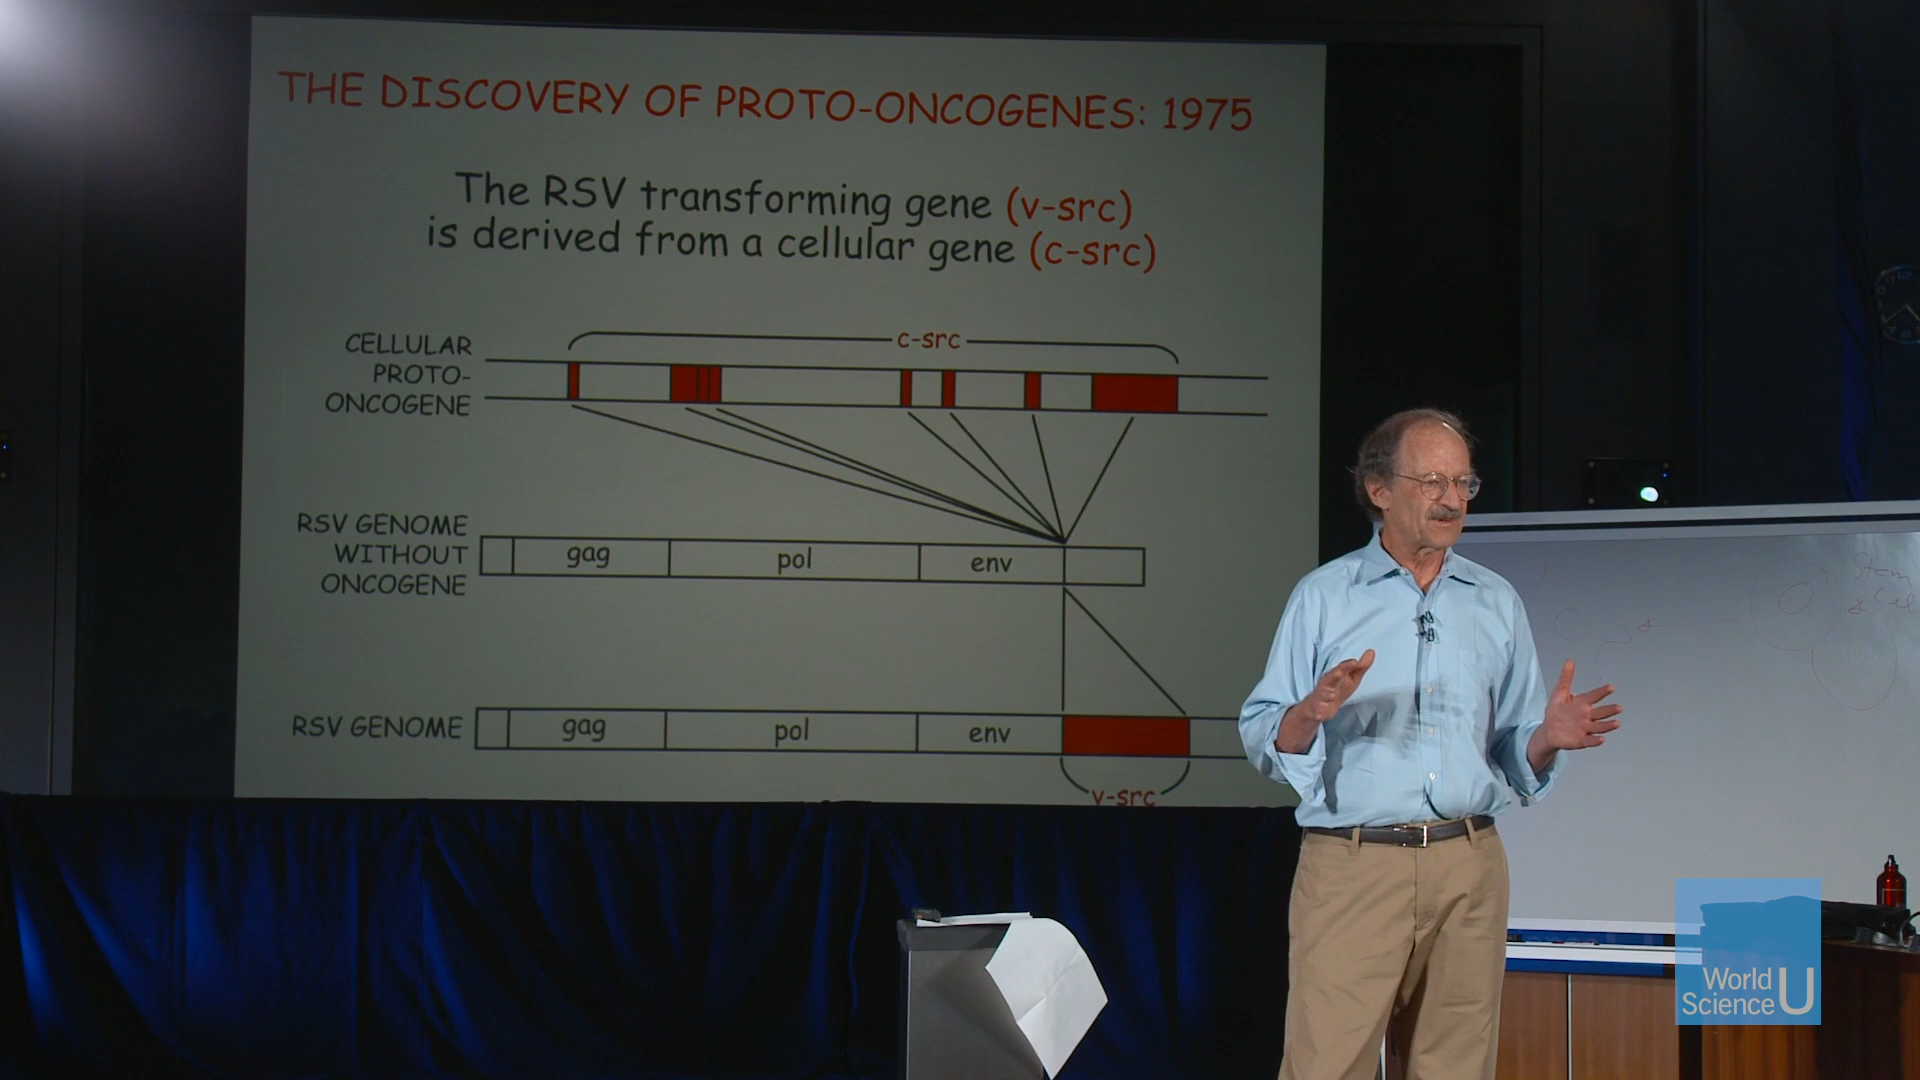 THE DISCOVERY OF PROTO-ONCOGENES: 1975
The RSV transforming gene (v-src)
is derived from a cellular gene (c-src)
c-src
CELLULAR
PROTO-
ONCOGENE
RSV GENOME
WITHOUT
ONCOGENE
gag pol env
RSV GENOME gag pol env
v-src
Stem
World
Science U